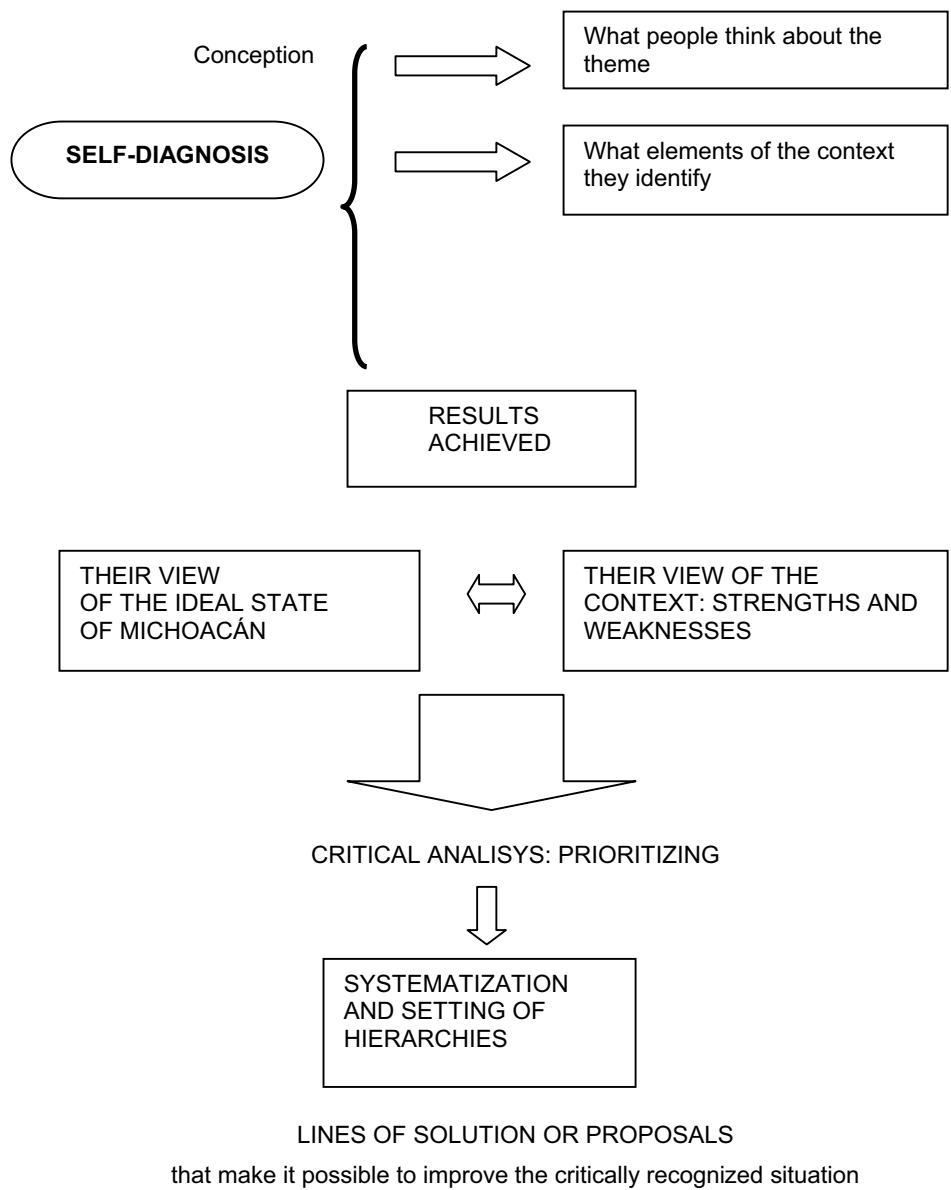 Conception
What people think about the
theme
SELF-DIAGNOSIS
What elements of the context
they identify
RESULTS
ACHIEVED
THEIR VIEW
OF THE IDEAL STATE
OF MICHOACÁN
THEIR VIEW OF THE
CONTEXT: STRENGTHS AND
WEAKNESSES
CRITICAL ANALISYS: PRIORITIZING
SYSTEMATIZATION
AND SETTING OF
HIERARCHIES
LINES OF SOLUTION OR PROPOSALS
that make it possible to improve the critically recognized situation